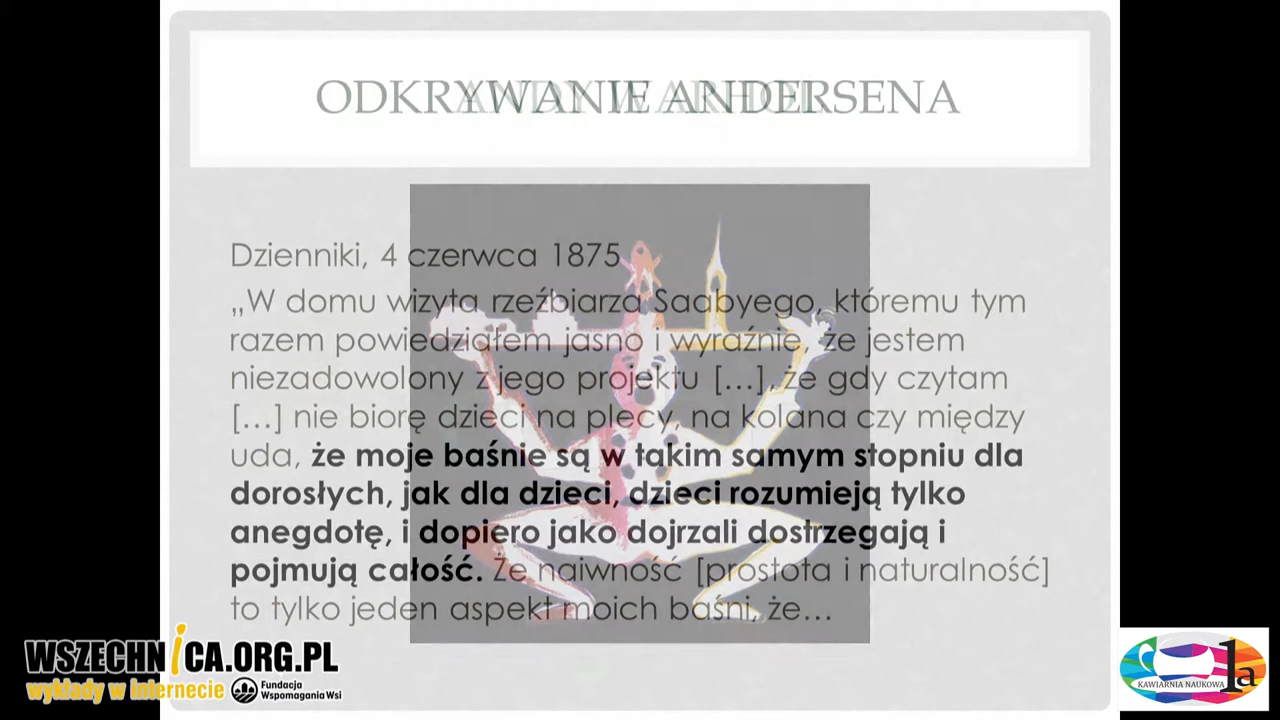 ODKRYWANIE ANDERSENA
ANDY WARHOL
Dzienniki, 4 czerwca 1875
„W domu wizyta rzeźbiarza Saabyego, któremu tym
razem powiedziałem jasno i wyraźnie, że jestem
niezadowolony z jego projektu [...], że gdy czytam
[...] nie biorę dzieci na plecy, na kolana czy między
uda, że moje baśnie są w takim samym stopniu dla
dorosłych, jak dla dzieci, dzieci rozumieją tylko
anegdotę, i dopiero jako dojrzali dostrzegają i
pojmują całość. Że naiwność [prostota i naturalność]
to tylko jeden aspekt moich baśni, że...
WSZECHNICA.ORG.PL
wykłady w internecie
Fundacja
Wspomagania Wsi
KAWIARNIA NAUKOWA 1a